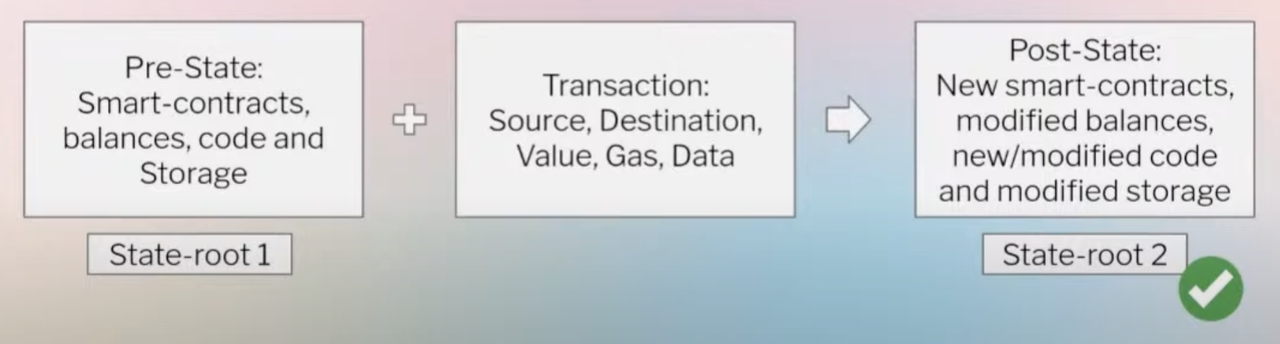 Pre-State:
Smart-contracts,
balances, code and
Storage
State-root 1
Transaction:
Source, Destination,
Value, Gas, Data
Post-State:
New smart-contracts,
modified balances,
new/modified code
and modified storage
State-root 2